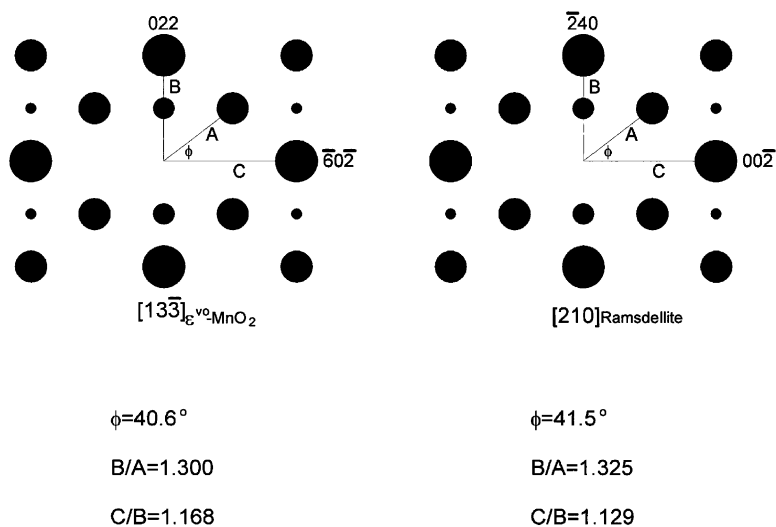 022
B
A
ϕ
C
6̅02̅
[133̅]εᵛᵒ-MnO₂
ϕ=40.6°
B/A=1.300
C/B=1.168
2̅40
B
A
ϕ
C
002̅
[210]Ramsdellite
ϕ=41.5°
B/A=1.325
C/B=1.129